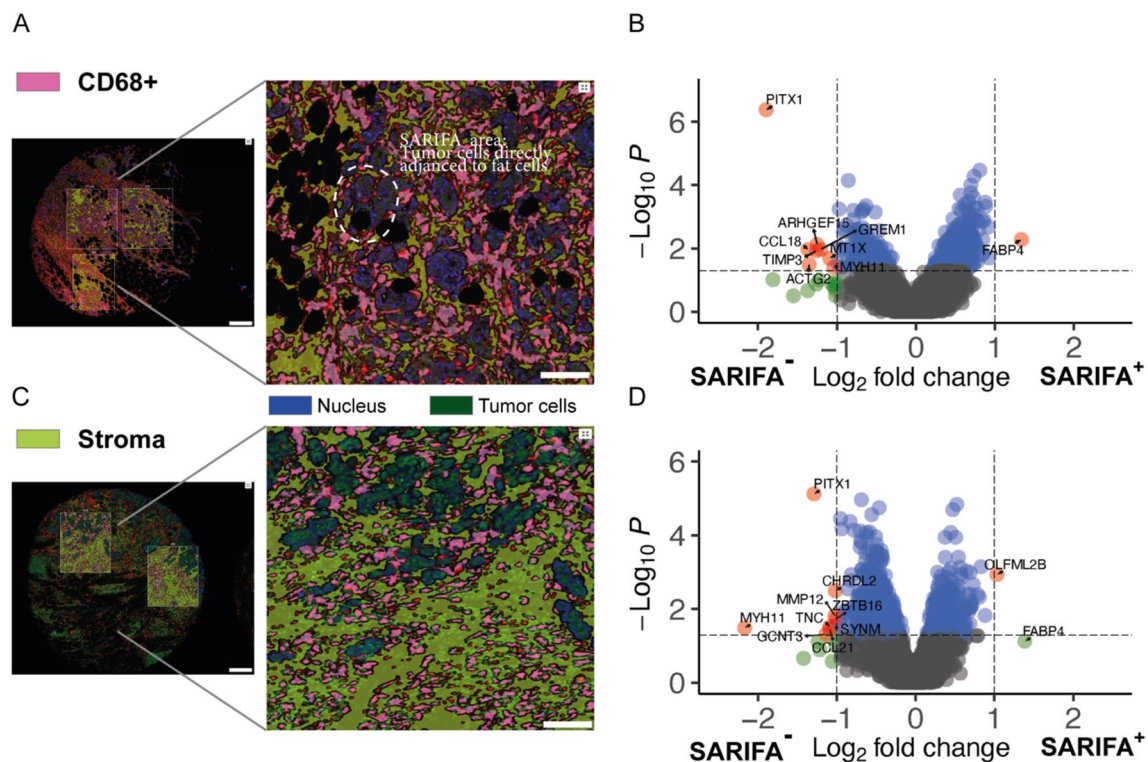 A
CD68+
SARIFA area:
Tumor cells directly
adjanced to fat cells
B
6
4
2
0
−Log10 P
PITX1
ARHGEF15
GREM1
CCL18
MT1X
TIMP3
MYH11
ACTG2
FABP4
−2 −1 0 1 2
SARIFA- Log2 fold change SARIFA+
C
Nucleus Tumor cells
Stroma
D
6
4
2
0
−Log10 P
PITX1
CHRDL2
OLFML2B
MMP12
ZBTB16
MYH11
TNC
SYNM
GCNT3
CCL21
FABP4
−2 −1 0 1 2
SARIFA- Log2 fold change SARIFA+